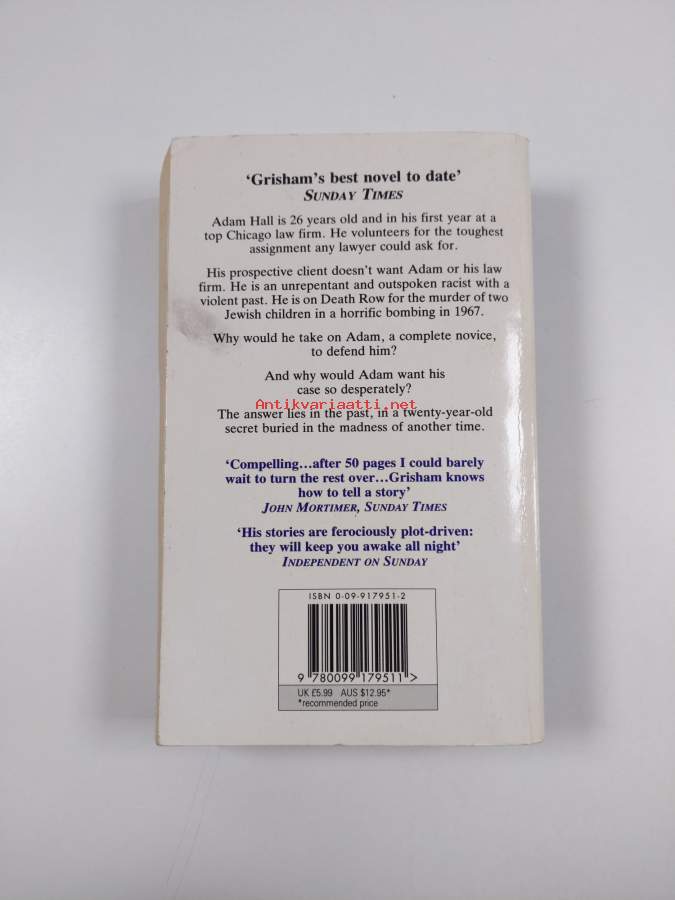 ‘Grisham’s best novel to date’
SUNDAY TIMES
Adam Hall is 26 years old and in his first year at a
top Chicago law firm. He volunteers for the toughest
assignment any lawyer could ask for.
His prospective client doesn’t want Adam or his law
firm. He is an unrepentant and outspoken racist with a
violent past. He is on Death Row for the murder of two
Jewish children in a horrific bombing in 1967.
Why would he take on Adam, a complete novice,
to defend him?
And why would Adam want his
case so desperately?
Antikvariaatti.net
The answer lies in the past, in a twenty-year-old
secret buried in the madness of another time.
‘Compelling...after 50 pages I could barely
wait to turn the rest over...Grisham knows
how to tell a story’
JOHN MORTIMER, SUNDAY TIMES
‘His stories are ferociously plot-driven:
they will keep you awake all night’
INDEPENDENT ON SUNDAY
ISBN 0-09-917951-2
9 780099 179511 >
UK £5.99 AUS $12.95*
*recommended price